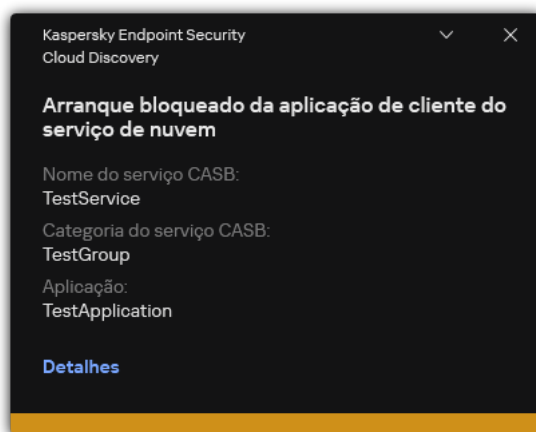 Kaspersky Endpoint Security
Cloud Discovery
Arranque bloqueado da aplicação de cliente do
serviço de nuvem
Nome do serviço CASB:
TestService
Categoria do serviço CASB:
TestGroup
Aplicação:
TestApplication
Detalhes